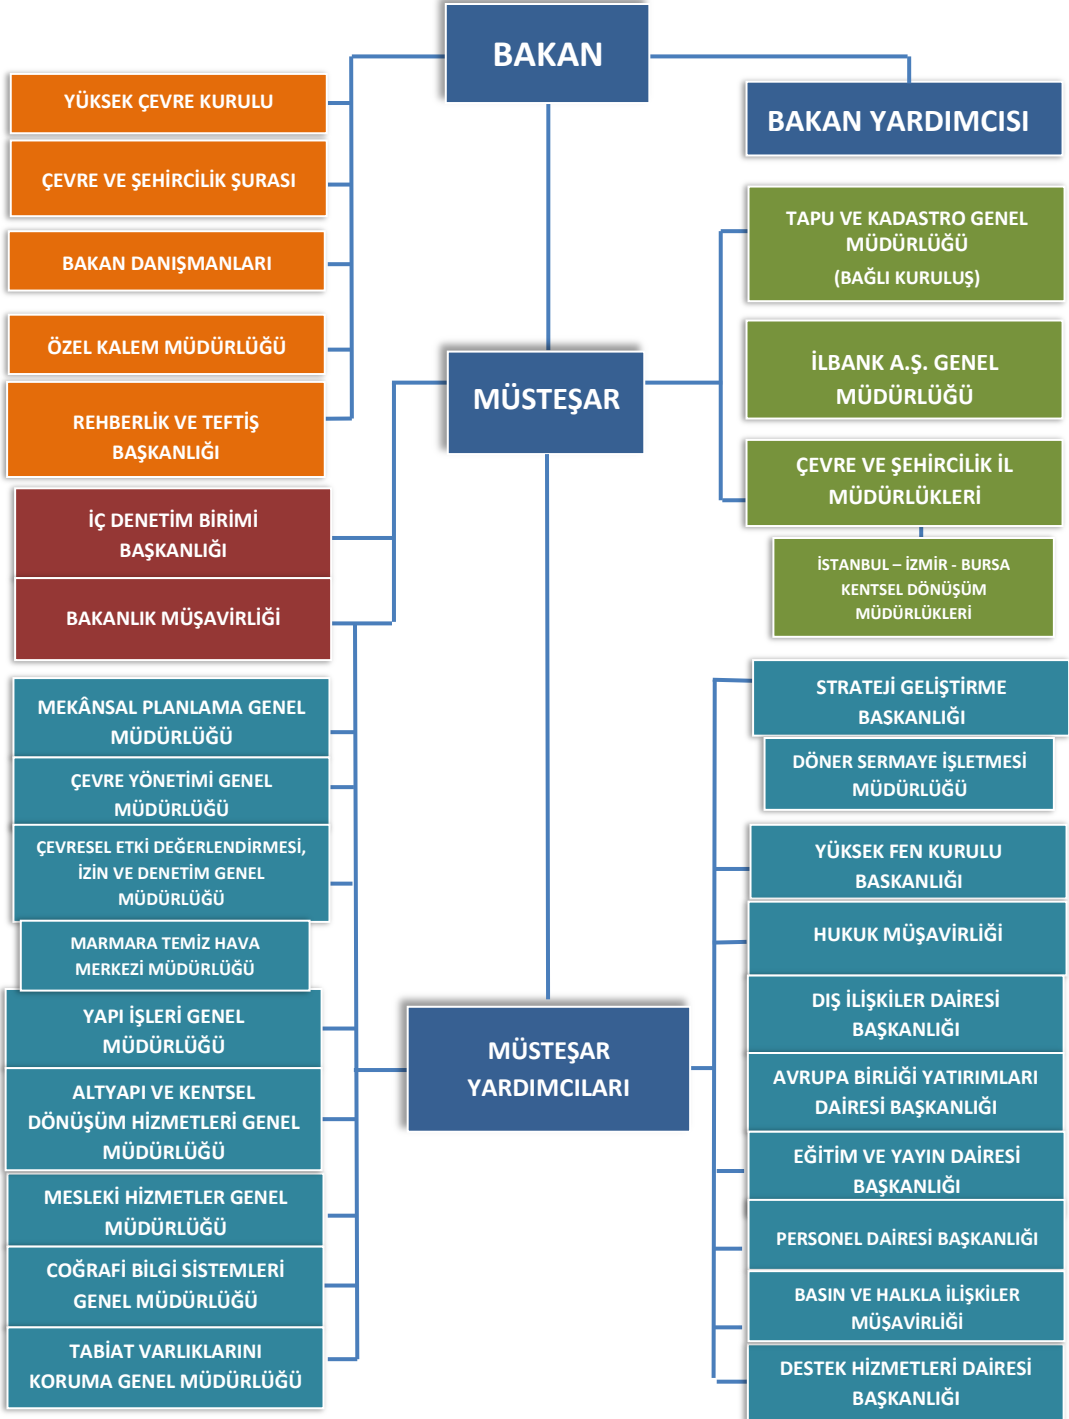 BAKAN
BAKAN YARDIMCISI
YÜKSEK ÇEVRE KURULU
ÇEVRE VE ŞEHİRCİLİK ŞURASI
BAKAN DANIŞMANLARI
ÖZEL KALEM MÜDÜRLÜĞÜ
REHBERLİK VE TEFTİŞ
BAŞKANLIĞI
TAPU VE KADASTRO GENEL
MÜDÜRLÜĞÜ
(BAĞLI KURULUŞ)
İLBANK A.Ş. GENEL
MÜDÜRLÜĞÜ
ÇEVRE VE ŞEHİRCİLİK İL
MÜDÜRLÜKLERİ
İSTANBUL – İZMİR - BURSA
KENTSEL DÖNÜŞÜM
MÜDÜRLÜKLERİ
MÜSTEŞAR
İÇ DENETİM BİRİMİ
BAŞKANLIĞI
BAKANLIK MÜŞAVİRLİĞİ
MEKÂNSAL PLANLAMA GENEL
MÜDÜRLÜĞÜ
ÇEVRE YÖNETİMİ GENEL
MÜDÜRLÜĞÜ
ÇEVRESEL ETKİ DEĞERLENDİRMESİ,
İZİN VE DENETİM GENEL
MÜDÜRLÜĞÜ
MARMARA TEMİZ HAVA
MERKEZİ MÜDÜRLÜĞÜ
YAPI İŞLERİ GENEL
MÜDÜRLÜĞÜ
ALTYAPI VE KENTSEL
DÖNÜŞÜM HİZMETLERİ GENEL
MÜDÜRLÜĞÜ
MESLEKİ HİZMETLER GENEL
MÜDÜRLÜĞÜ
COĞRAFİ BİLGİ SİSTEMLERİ
GENEL MÜDÜRLÜĞÜ
TABİAT VARLIKLARINI
KORUMA GENEL MÜDÜRLÜĞÜ
MÜSTEŞAR
YARDIMCILARI
STRATEJİ GELİŞTİRME
BAŞKANLIĞI
DÖNER SERMAYE İŞLETMESİ
MÜDÜRLÜĞÜ
YÜKSEK FEN KURULU
BASKANLIĞI
HUKUK MÜŞAVİRLİĞİ
DIŞ İLİŞKİLER DAİRESİ
BAŞKANLIĞI
AVRUPA BİRLİĞİ YATIRIMLARI
DAİRESİ BAŞKANLIĞI
EĞİTİM VE YAYIN DAİRESİ
BAŞKANLIĞI
PERSONEL DAİRESİ BAŞKANLIĞI
BASIN VE HALKLA İLİŞKİLER
MÜŞAVİRLİĞİ
DESTEK HİZMETLERİ DAİRESİ
BAŞKANLIĞI